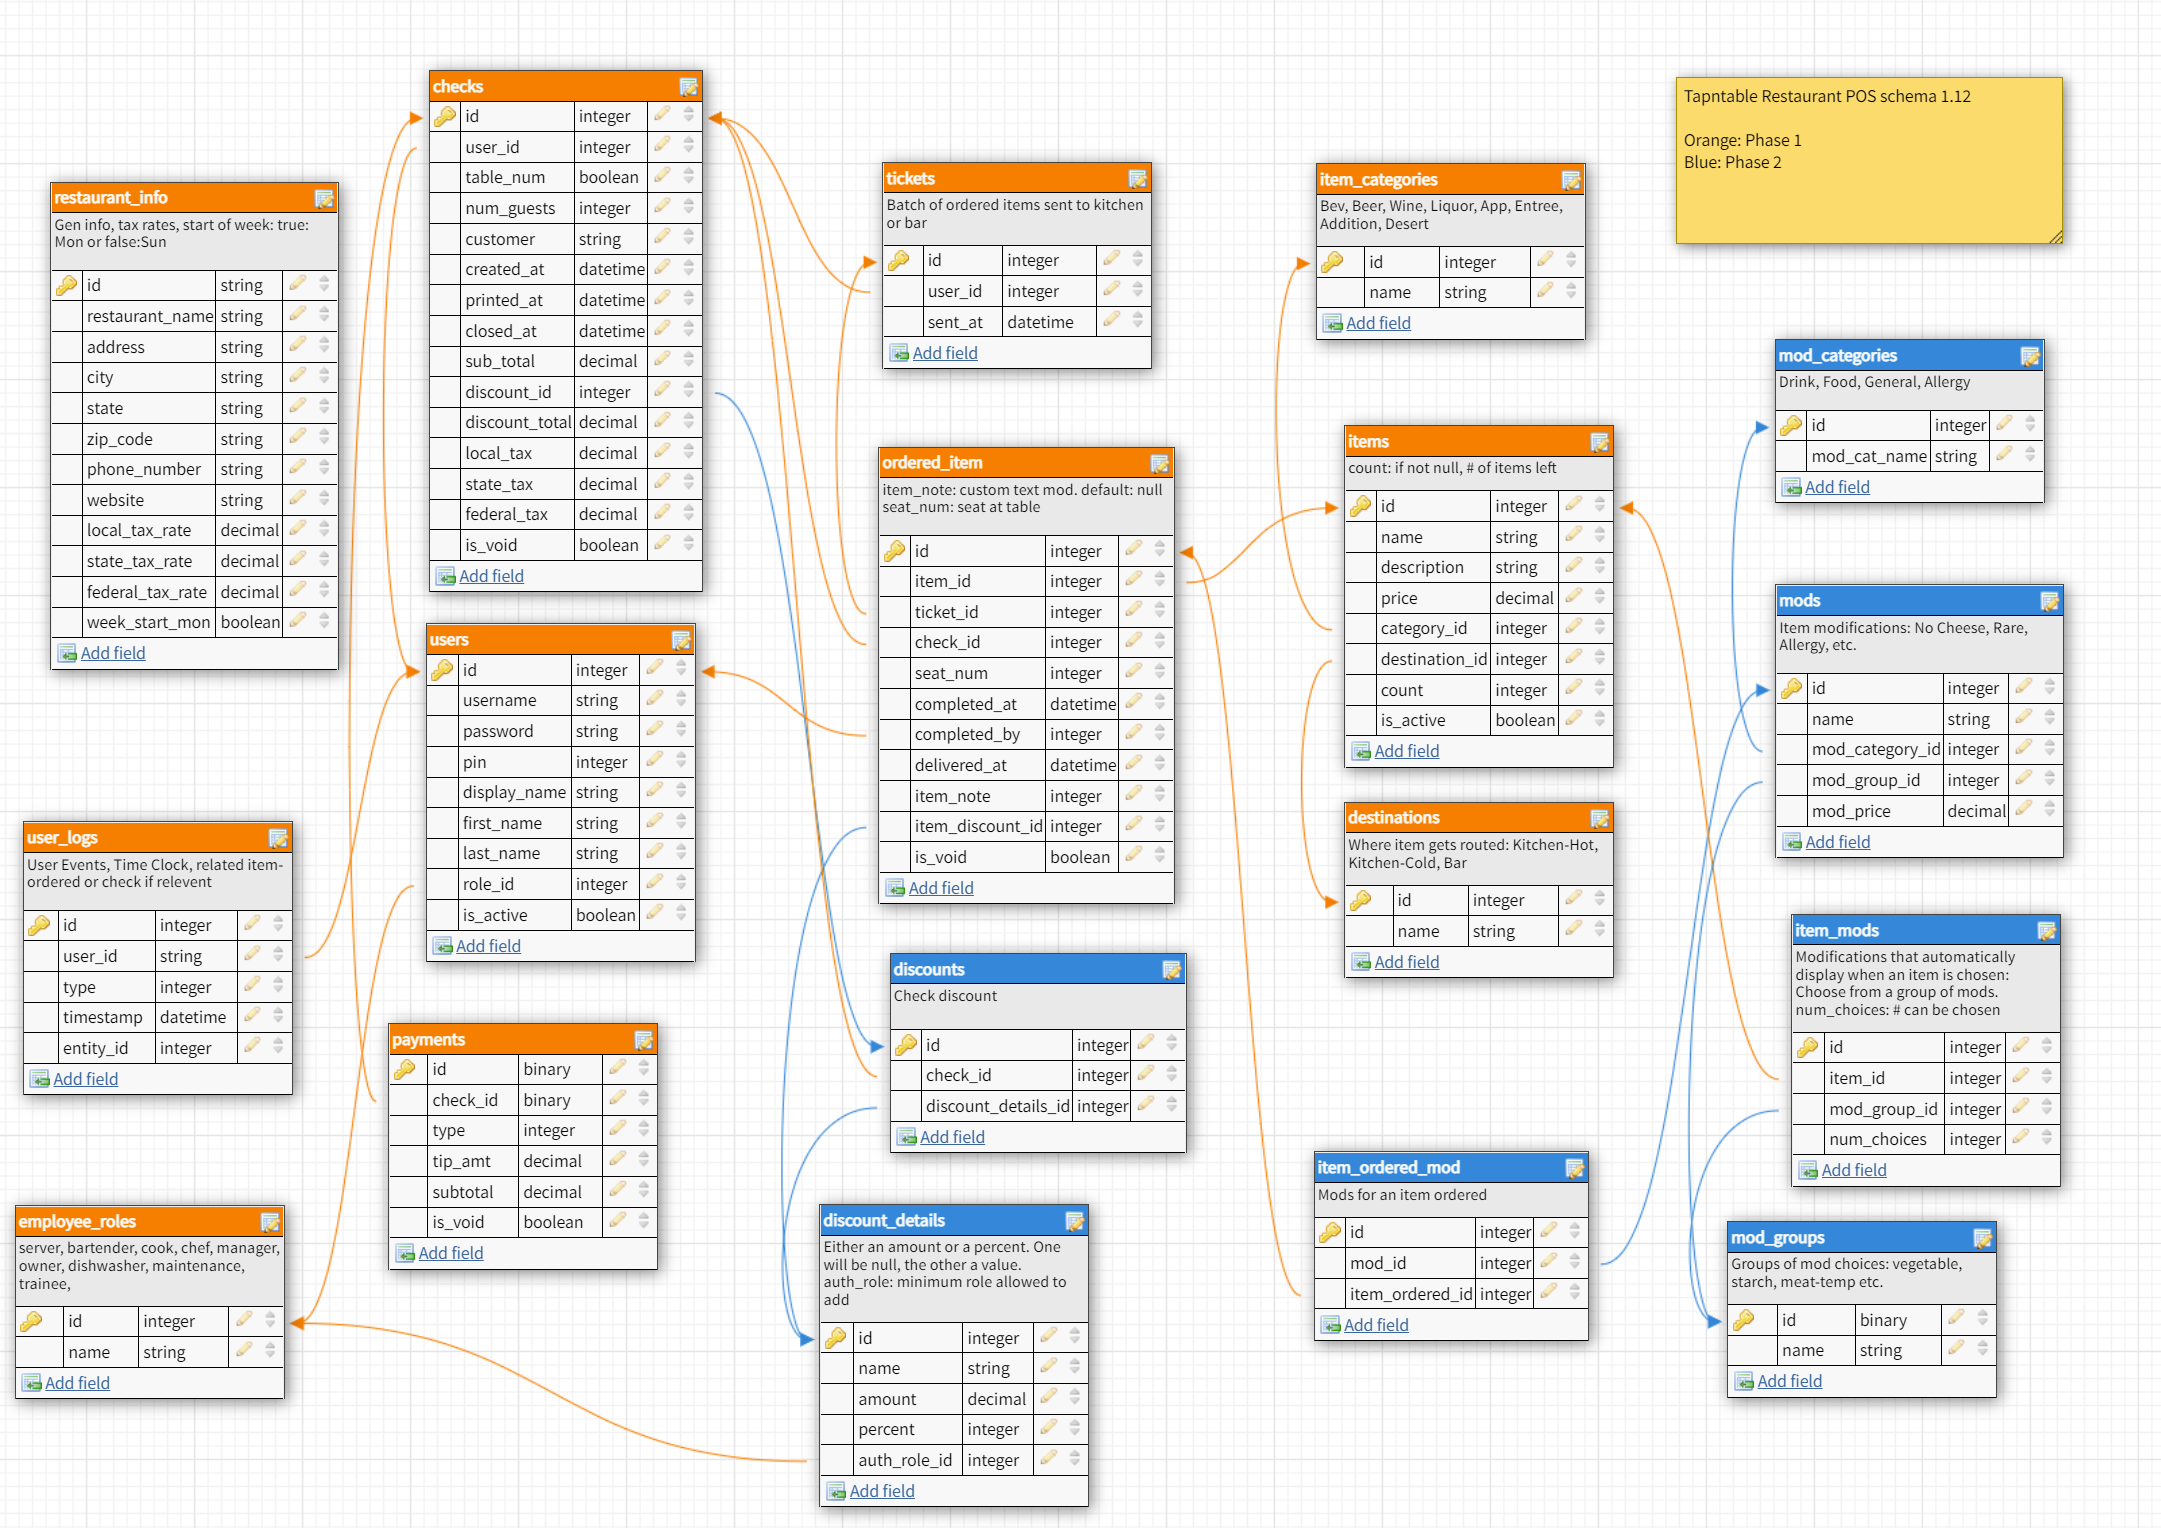 checks
id integer
user_id integer
table_num boolean
num_guests integer
customer string
created_at datetime
printed_at datetime
closed_at datetime
sub_total decimal
discount_id integer
discount_total decimal
local_tax decimal
state_tax decimal
federal_tax decimal
is_void boolean
Add field
restaurant_info
Gen info, tax rates, start of week: true:
Mon or false:Sun
id string
restaurant_name string
address string
city string
state string
zip_code string
phone_number string
website string
local_tax_rate decimal
state_tax_rate decimal
federal_tax_rate decimal
week_start_mon boolean
Add field
users
id integer
username string
password string
pin integer
display_name string
first_name string
last_name string
role_id integer
is_active boolean
Add field
user_logs
User Events, Time Clock, related item-
ordered or check if relevent
id integer
user_id string
type integer
timestamp datetime
entity_id integer
Add field
payments
id binary
check_id binary
type integer
tip_amt decimal
subtotal decimal
is_void boolean
Add field
employee_roles
server, bartender, cook, chef, manager,
owner, dishwasher, maintenance,
trainee,
id integer
name string
Add field
tickets
Batch of ordered items sent to kitchen
or bar
id integer
user_id integer
sent_at datetime
Add field
ordered_item
item_note: custom text mod. default: null
seat_num: seat at table
id integer
item_id integer
ticket_id integer
check_id integer
seat_num integer
completed_at datetime
completed_by integer
delivered_at datetime
item_note integer
item_discount_id integer
is_void boolean
Add field
discounts
Check discount
id integer
check_id integer
discount_details_id integer
Add field
discount_details
Either an amount or a percent. One
will be null, the other a value.
auth_role: minimum role allowed to
add
id integer
name string
amount decimal
percent integer
auth_role_id integer
Add field
item_categories
Bev, Beer, Wine, Liquor, App, Entree,
Addition, Desert
id integer
name string
Add field
items
count: if not null, # of items left
id integer
name string
description string
price decimal
category_id integer
destination_id integer
count integer
is_active boolean
Add field
destinations
Where item gets routed: Kitchen-Hot,
Kitchen-Cold, Bar
id integer
name string
Add field
item_ordered_mod
Mods for an item ordered
id integer
mod_id integer
item_ordered_id integer
Add field
Tapntable Restaurant POS schema 1.12
Orange: Phase 1
Blue: Phase 2
mod_categories
Drink, Food, General, Allergy
id integer
mod_cat_name string
Add field
mods
Item modifications: No Cheese, Rare,
Allergy, etc.
id integer
name string
mod_category_id integer
mod_group_id integer
mod_price decimal
Add field
item_mods
Modifications that automatically
display when an item is chosen:
Choose from a group of mods.
num_choices: # can be chosen
id integer
item_id integer
mod_group_id integer
num_choices integer
Add field
mod_groups
Groups of mod choices: vegetable,
starch, meat-temp etc.
id binary
name string
Add field